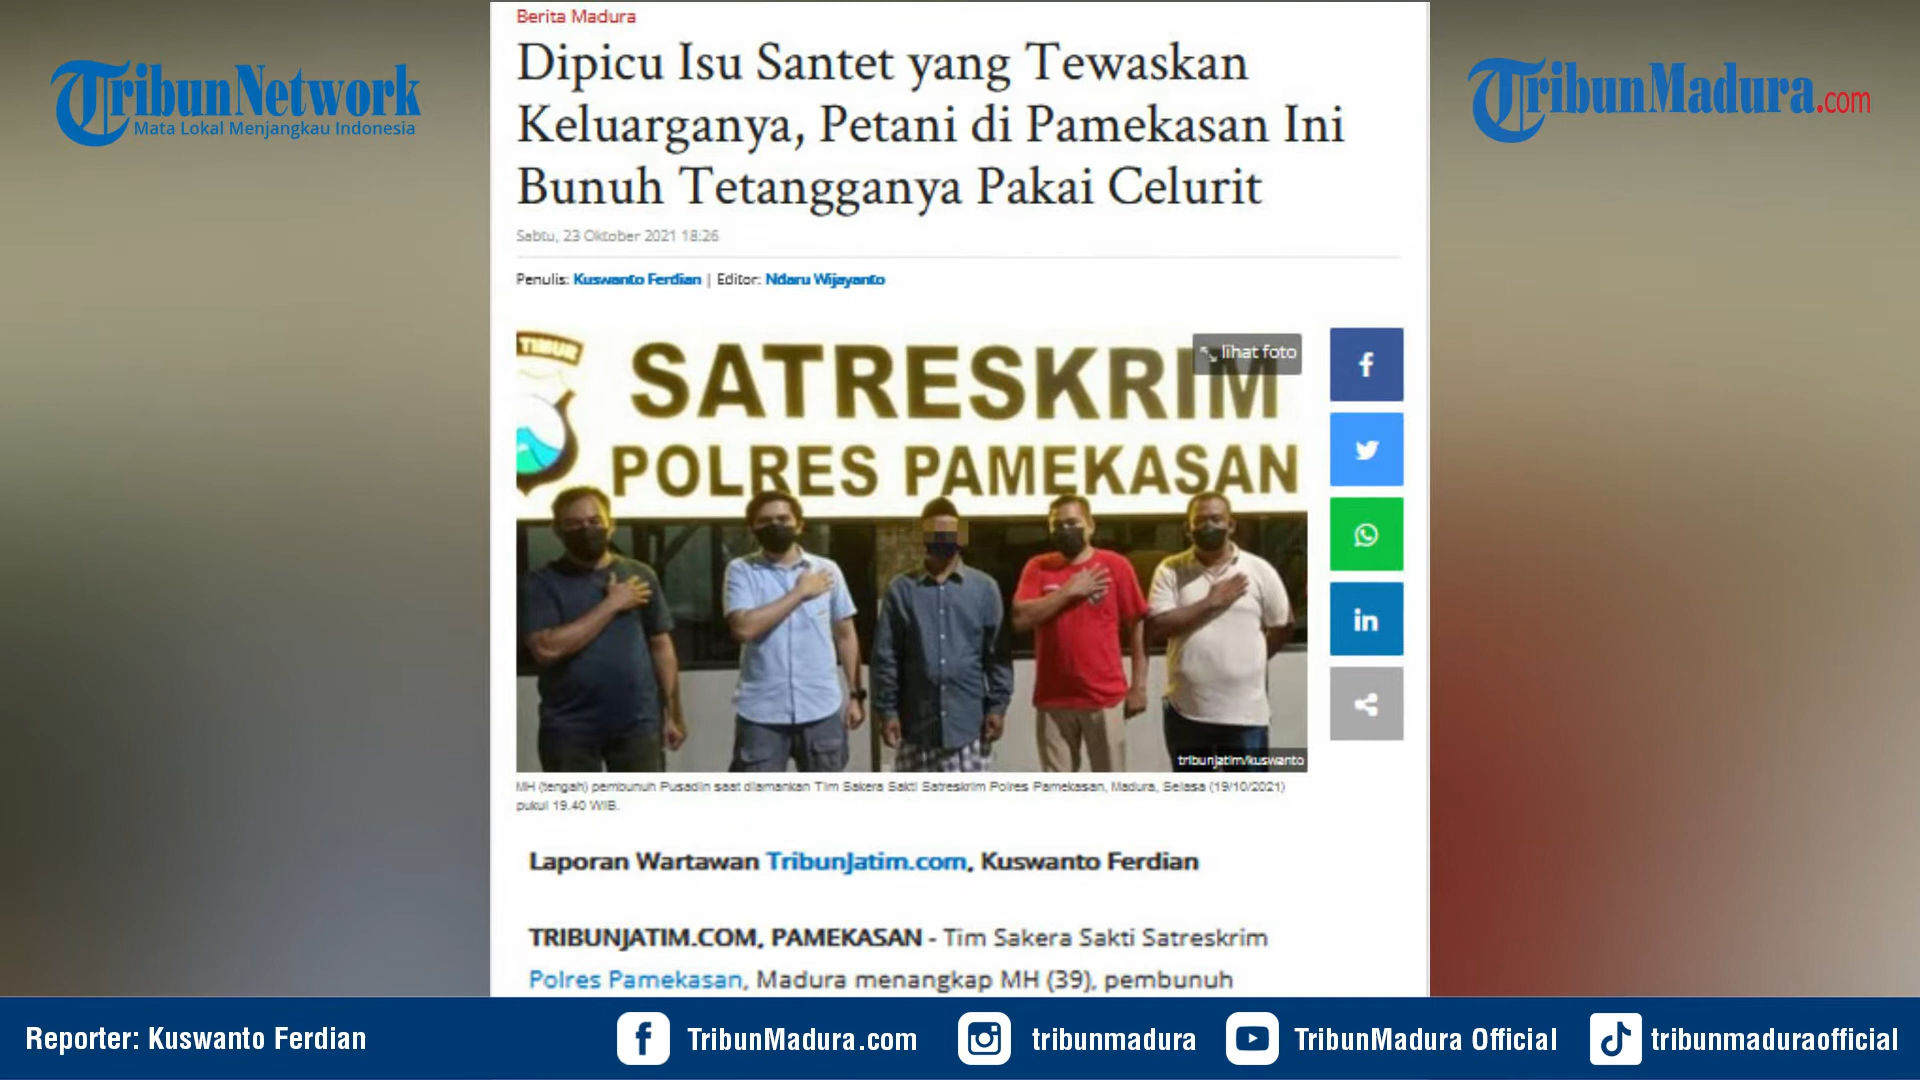 TribunNetwork
Mata Lokal Menjangkau Indonesia
TribunMadura.com
Berita Madura
Dipicu Isu Santet yang Tewaskan
Keluarganya, Petani di Pamekasan Ini
Bunuh Tetangganya Pakai Celurit
Sabtu, 23 Oktober 2021 18:26
Penulis: Kuswanto Ferdian | Editor: Ndaru Wijayanto
TIMUR
SATRESKRIM
POLRES PAMEKASAN
lihat foto
tribunjatim/kuswanto
MH (tengah) pembunuh Pusadin saat diamankan Tim Sakera Sakti Satreskrim Polres Pamekasan, Madura, Selasa (19/10/2021)
pukul 19.40 WIB.
Laporan Wartawan TribunJatim.com, Kuswanto Ferdian
TRIBUNJATIM.COM, PAMEKASAN - Tim Sakera Sakti Satreskrim
Polres Pamekasan, Madura menangkap MH (39), pembunuh
Reporter: Kuswanto Ferdian
TribunMadura.com
tribunmadura
TribunMadura Official
tribunmaduraofficial